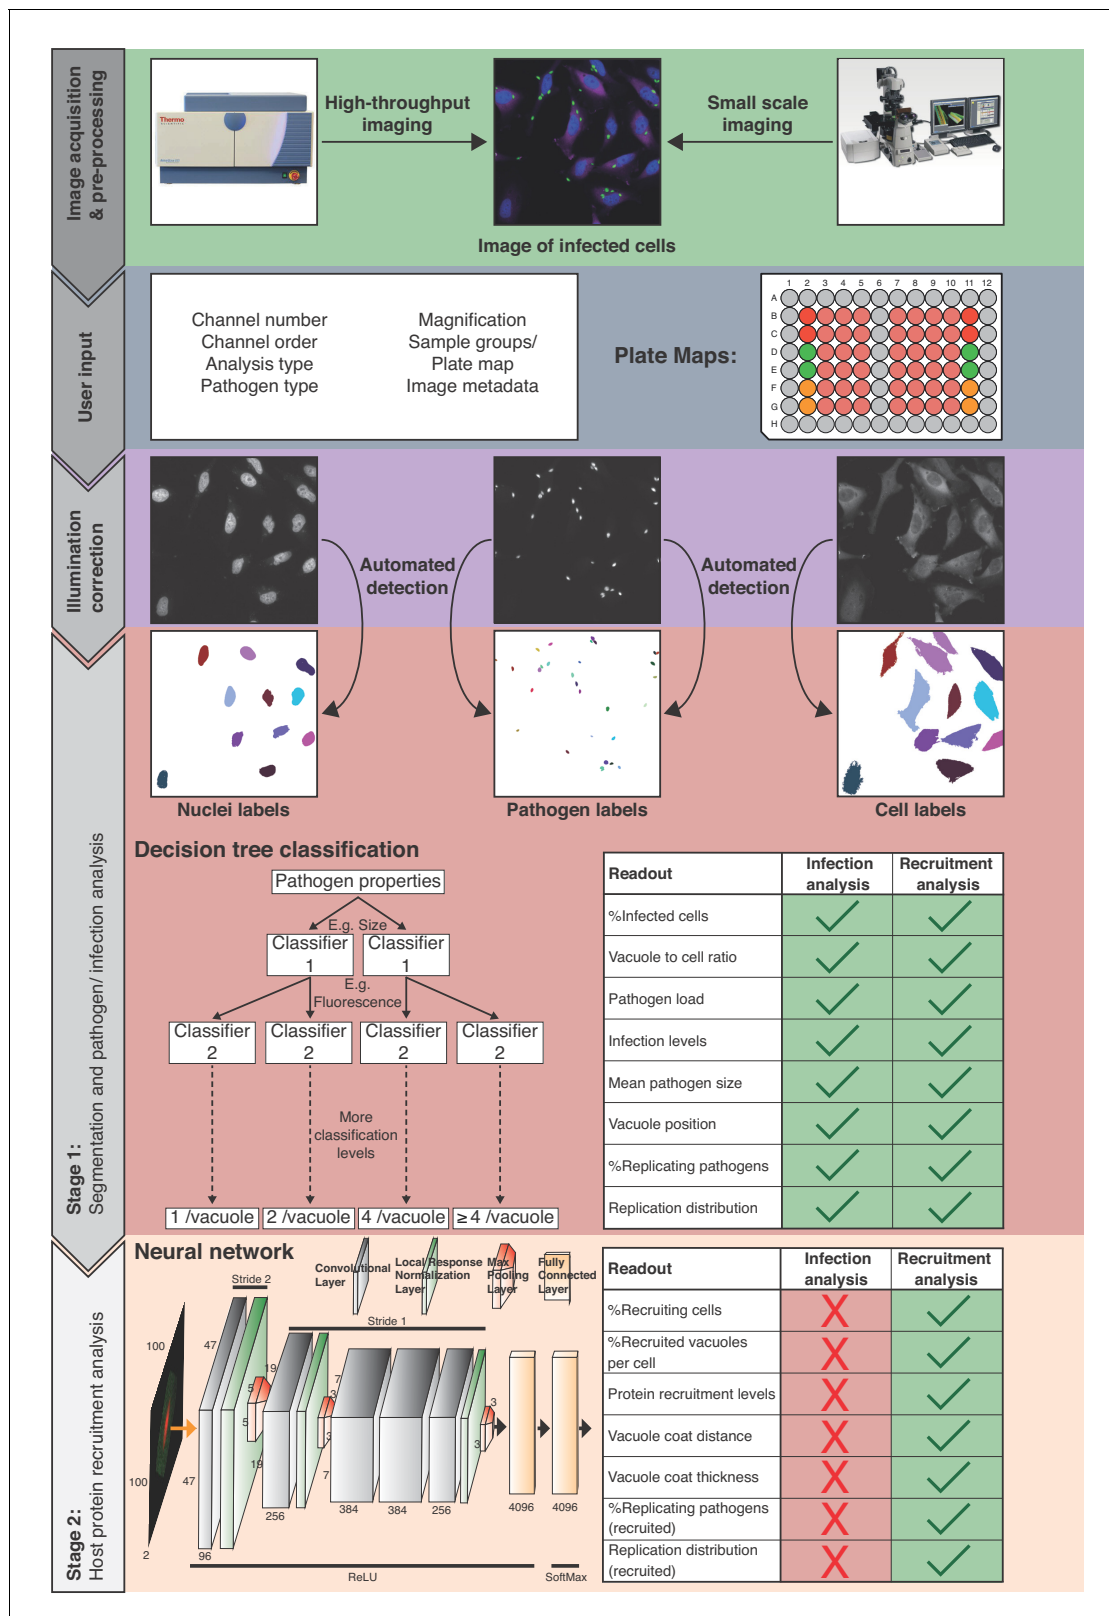 Image acquisition
& pre-processing
Thermo
SCIENTIFIC
High-throughput
imaging
Small scale
imaging
Image of infected cells
User input
Channel number
Channel order
Analysis type
Pathogen type
Magnification
Sample groups/
Plate map
Image metadata
Plate Maps:
1 2 3 4 5 6 7 8 9 10 11 12
A
B
C
D
E
F
G
H
Illumination
correction
Automated
detection
Automated
detection
Stage 1:
Segmentation and pathogen/ infection analysis
Nuclei labels
Pathogen labels
Cell labels
Decision tree classification
Pathogen properties
E.g. Size
Classifier
1
Classifier
1
E.g.
Fluorescence
Classifier
2
Classifier
2
Classifier
2
Classifier
2
More
classification
levels
1 /vacuole
2 /vacuole
4 /vacuole
≥4 /vacuole
Readout
Infection
analysis
Recruitment
analysis
%Infected cells
Vacuole to cell ratio
Pathogen load
Infection levels
Mean pathogen size
Vacuole position
%Replicating pathogens
Replication distribution
Stage 2:
Host protein recruitment analysis
Neural network
Stride 2
Convolutional
Layer
Local Response
Normalization
Layer
Max
Pooling
Layer
Fully
Connected
Layer
Stride 1
100
100
2
47
47
96
5
5
19
19
256
3
3
7
7
384
384
256
3
3
4096
4096
ReLU
SoftMax
Readout
Infection
analysis
Recruitment
analysis
%Recruiting cells
X
%Recruited vacuoles
per cell
X
Protein recruitment levels
X
Vacuole coat distance
X
Vacuole coat thickness
X
%Replicating pathogens
(recruited)
X
Replication distribution
(recruited)
X